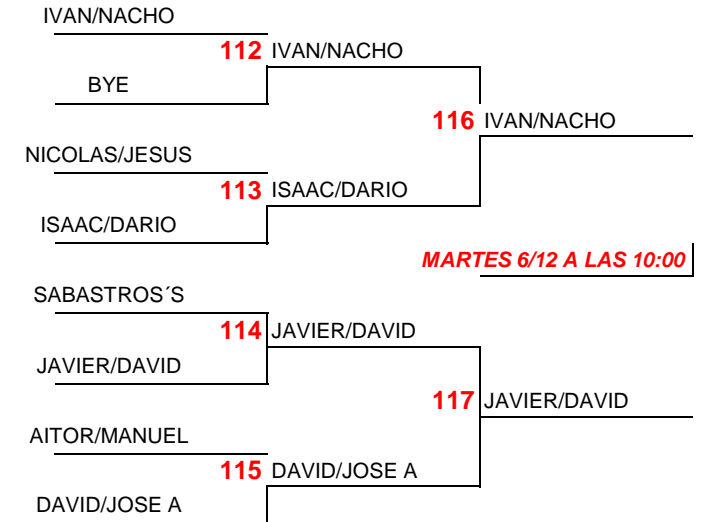 IVAN/NACHO
112 IVAN/NACHO
BYE
116 IVAN/NACHO
NICOLAS/JESUS
113 ISAAC/DARIO
ISAAC/DARIO
MARTES 6/12 A LAS 10:00
SABASTROS´S
114 JAVIER/DAVID
JAVIER/DAVID
117 JAVIER/DAVID
AITOR/MANUEL
115 DAVID/JOSE A
DAVID/JOSE A